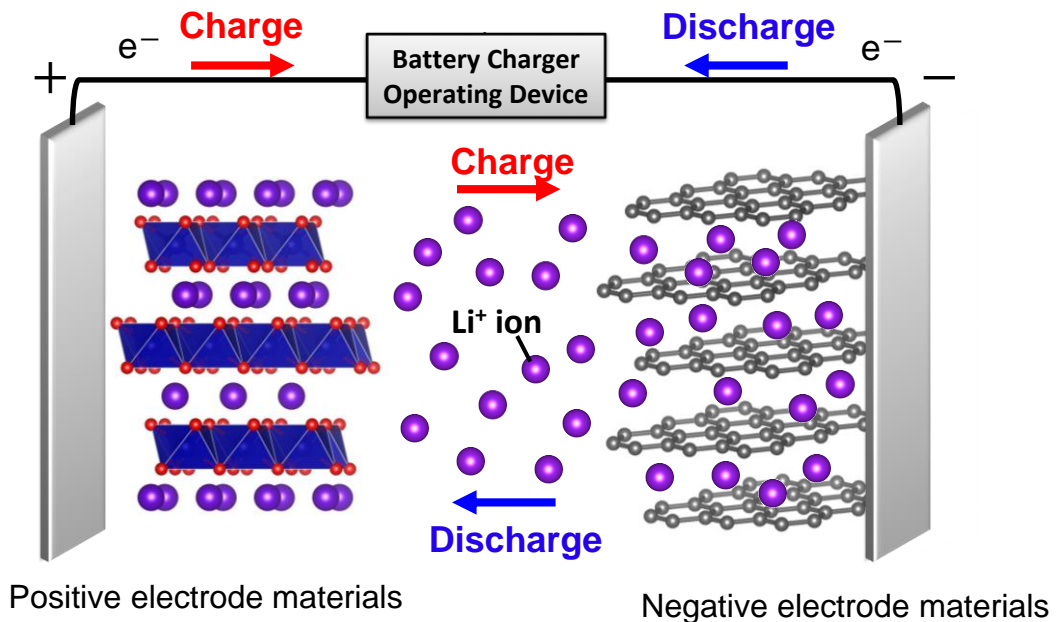 Charge
Discharge
e⁻
e⁻
+
−
Battery Charger
Operating Device
Charge
Li⁺ ion
Discharge
Positive electrode materials
Negative electrode materials